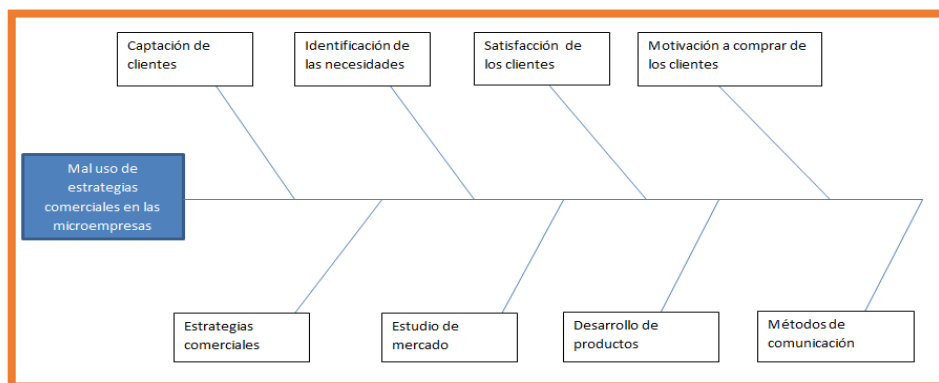 Captación de
clientes
Identificación de
las necesidades
Satisfacción de
los clientes
Motivación a comprar de
los clientes
Mal uso de
estrategias
comerciales en las
microempresas
Estrategias
comerciales
Estudio de
mercado
Desarrollo de
productos
Métodos de
comunicación